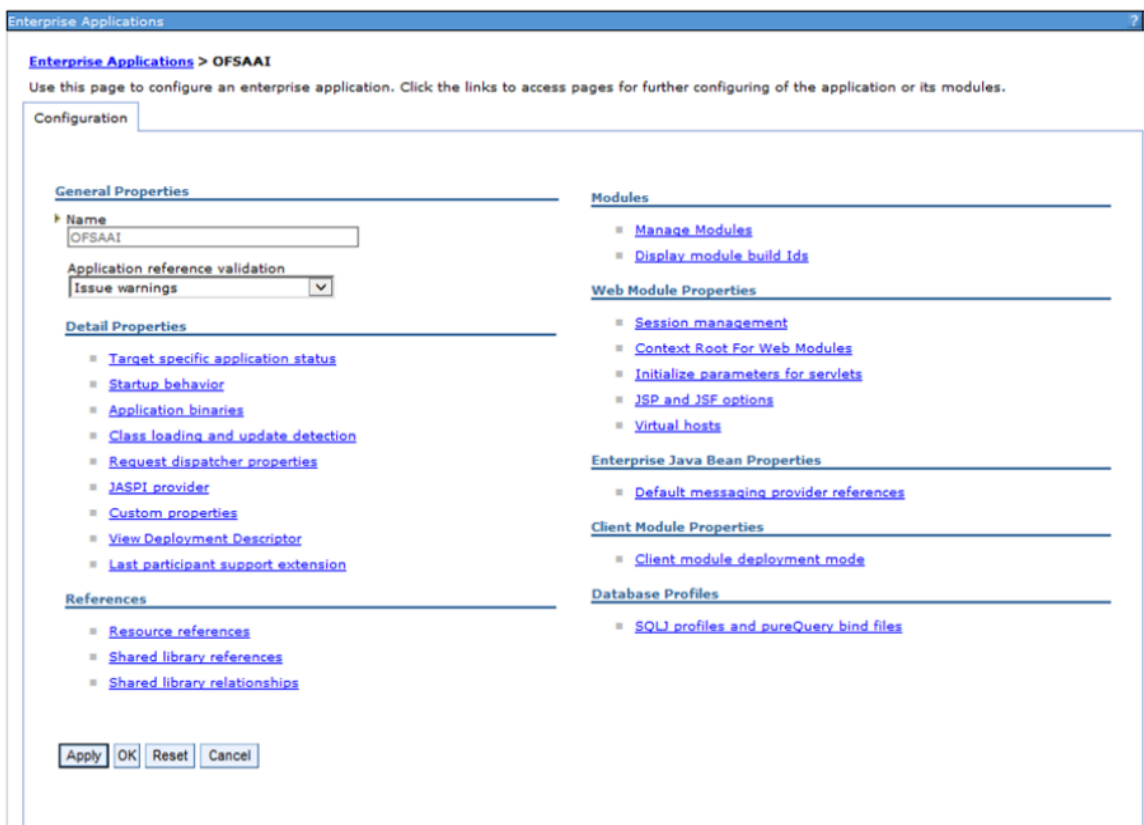 Enterprise Applications ?
Enterprise Applications > OFSAAI
Use this page to configure an enterprise application. Click the links to access pages for further configuring of the application or its modules.
Configuration
General Properties
Name
OFSAAI
Application reference validation
Issue warnings
Detail Properties
Target specific application status
Startup behavior
Application binaries
Class loading and update detection
Request dispatcher properties
JASPI provider
Custom properties
View Deployment Descriptor
Last participant support extension
References
Resource references
Shared library references
Shared library relationships
Modules
Manage Modules
Display module build Ids
Web Module Properties
Session management
Context Root For Web Modules
Initialize parameters for servlets
JSP and JSF options
Virtual hosts
Enterprise Java Bean Properties
Default messaging provider references
Client Module Properties
Client module deployment mode
Database Profiles
SQLJ profiles and pureQuery bind files
Apply OK Reset Cancel